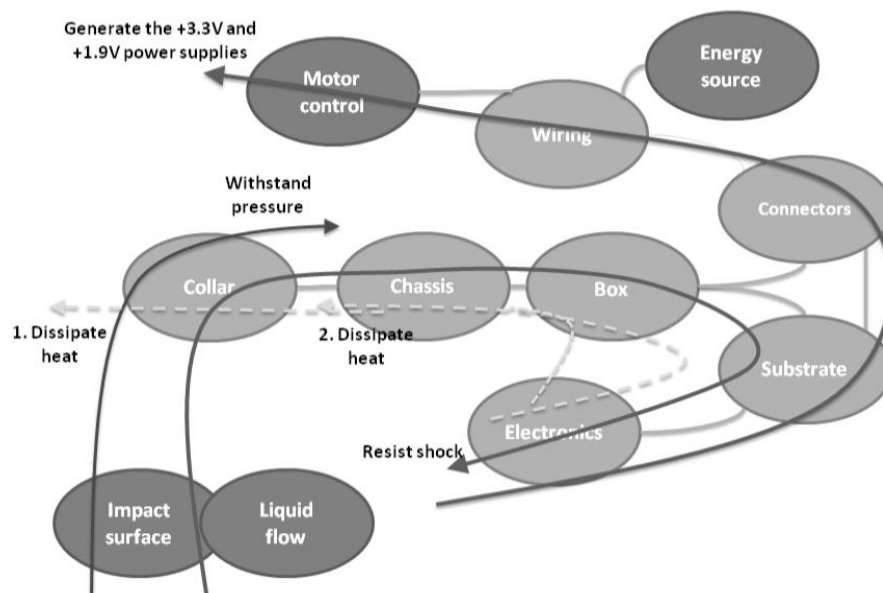 Generate the +3.3V and
+1.9V power supplies
Motor
control
Energy
source
Wiring
Withstand
pressure
Connectors
Collar
Chassis
Box
1. Dissipate
heat
2. Dissipate
heat
Substrate
Electronics
Resist shock
Impact
surface
Liquid
flow